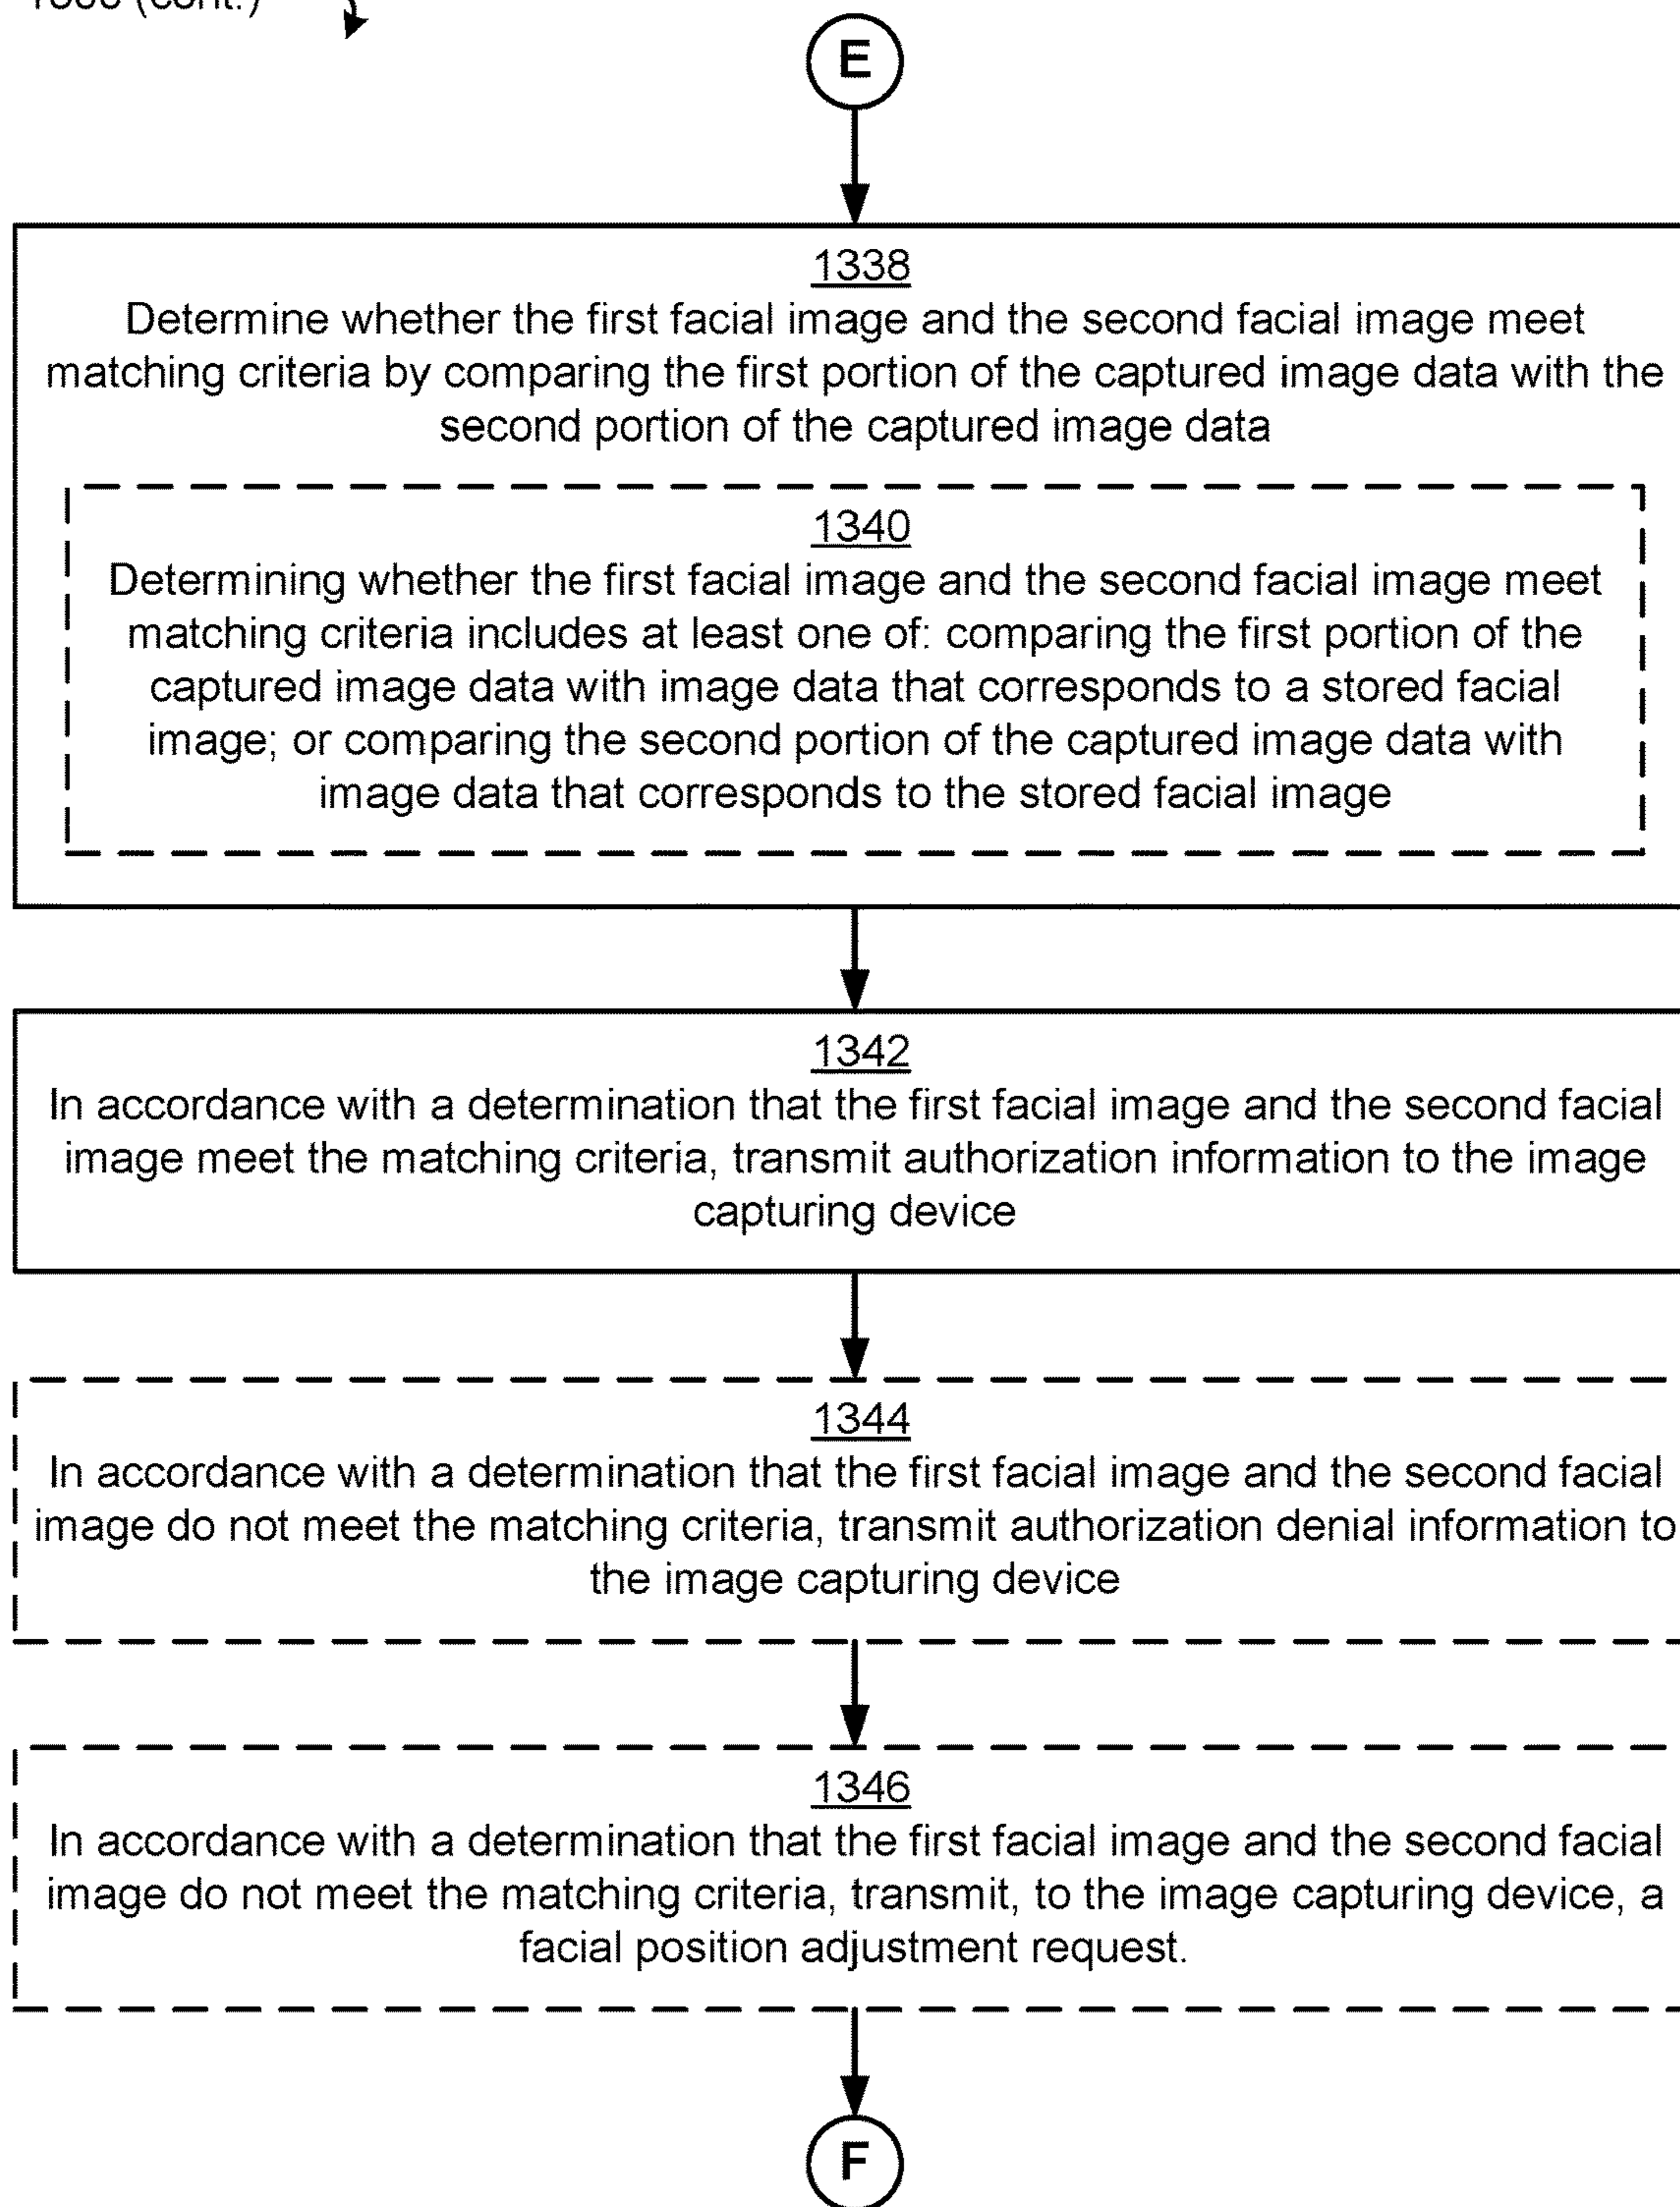 (cont.)
E
1338
Determine whether the first facial image and the second facial image meet
matching criteria by comparing the first portion of the captured image data with the
second portion of the captured image data
1340
Determining whether the first facial image and the second facial image meet
matching criteria includes at least one of: comparing the first portion of the
captured image data with image data that corresponds to a stored facial
image; or comparing the second portion of the captured image data with
image data that corresponds to the stored facial image
1342
In accordance with a determination that the first facial image and the second facial
image meet the matching criteria, transmit authorization information to the image
capturing device
1344
In accordance with a determination that the first facial image and the second facial
image do not meet the matching criteria, transmit authorization denial information to
the image capturing device
1346
In accordance with a determination that the first facial image and the second facial
image do not meet the matching criteria, transmit, to the image capturing device, a
facial position adjustment request.
F